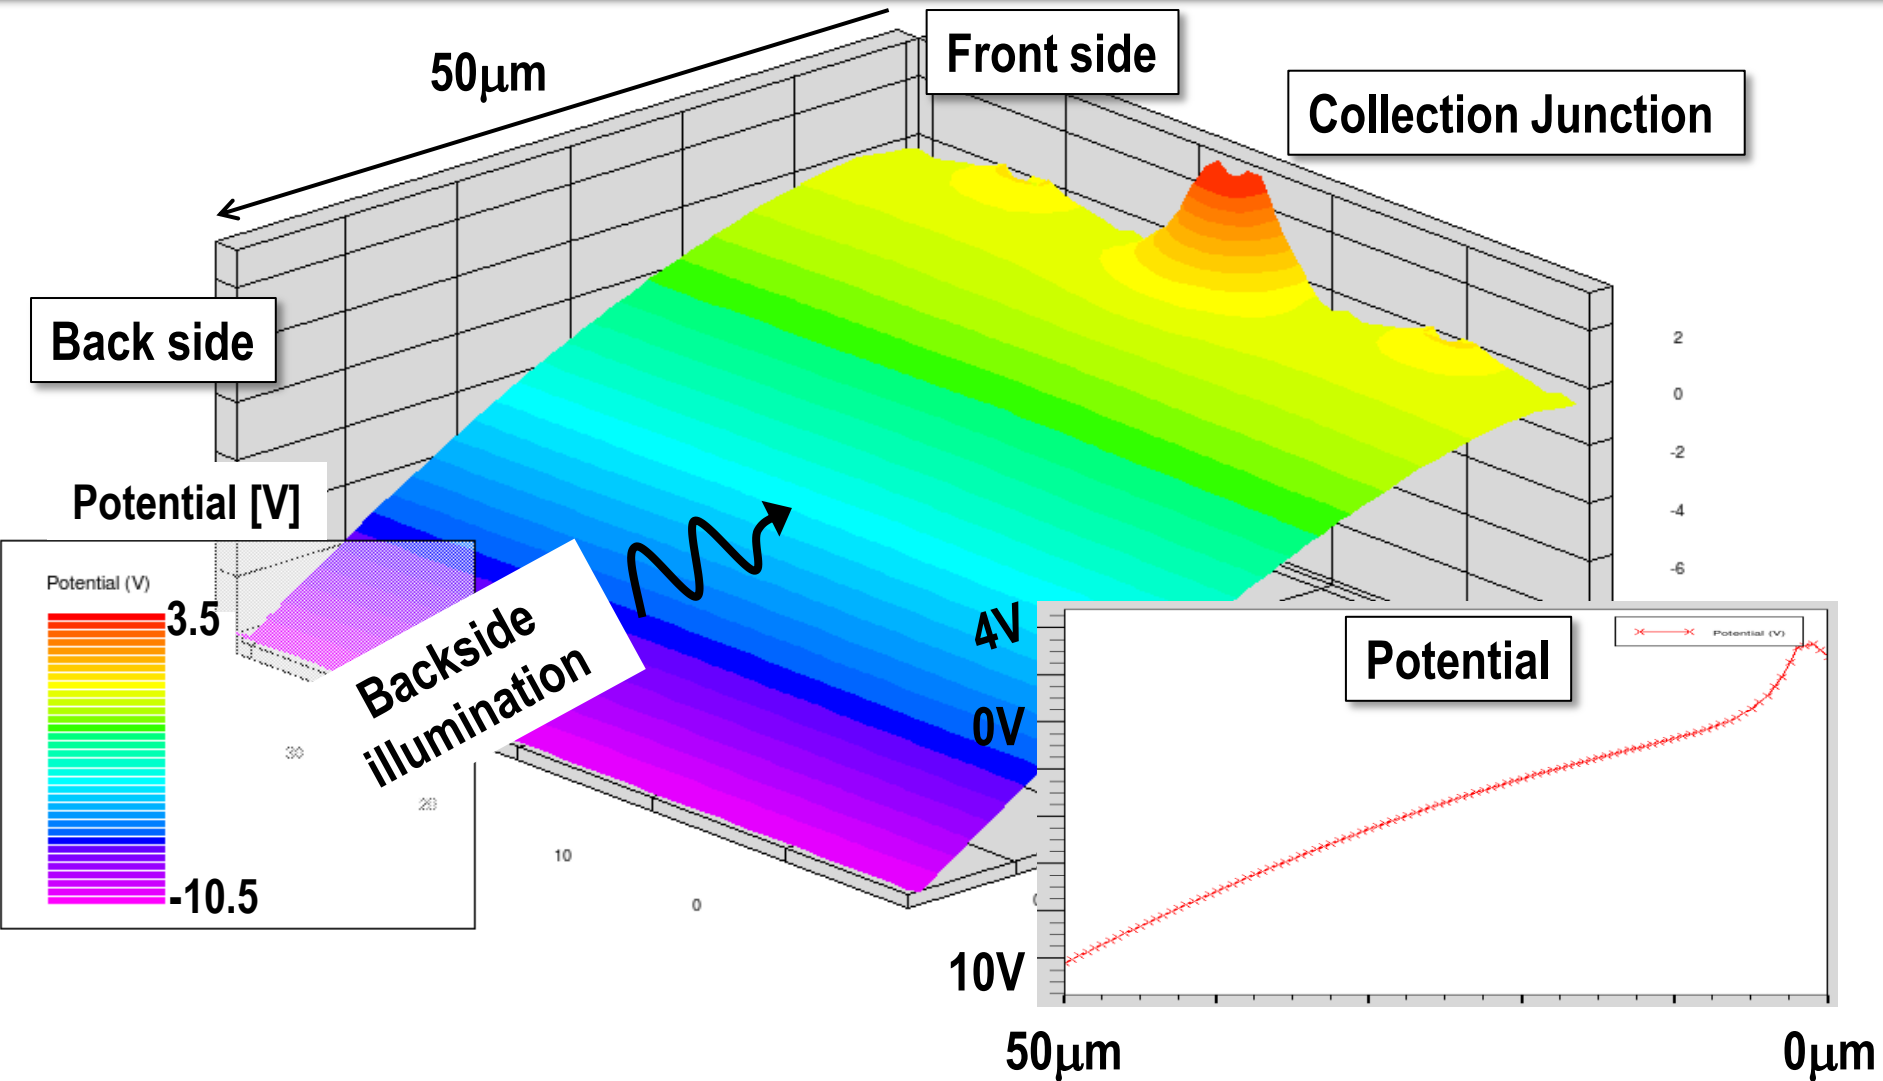 50μm
Front side
Collection Junction
Back side
2
0
-2
-4
-6
Potential [V]
Potential (V)
3.5
-10.5
30
20
10
0
Backside
illumination
4V
0V
10V
Potential
Potential (V)
50μm
0μm